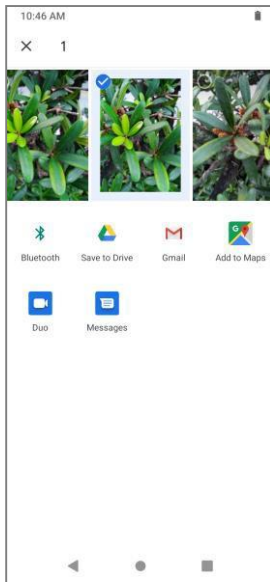 10:46 AM
1
Bluetooth
Save to Drive
Gmail
Add to Maps
Duo
Messages